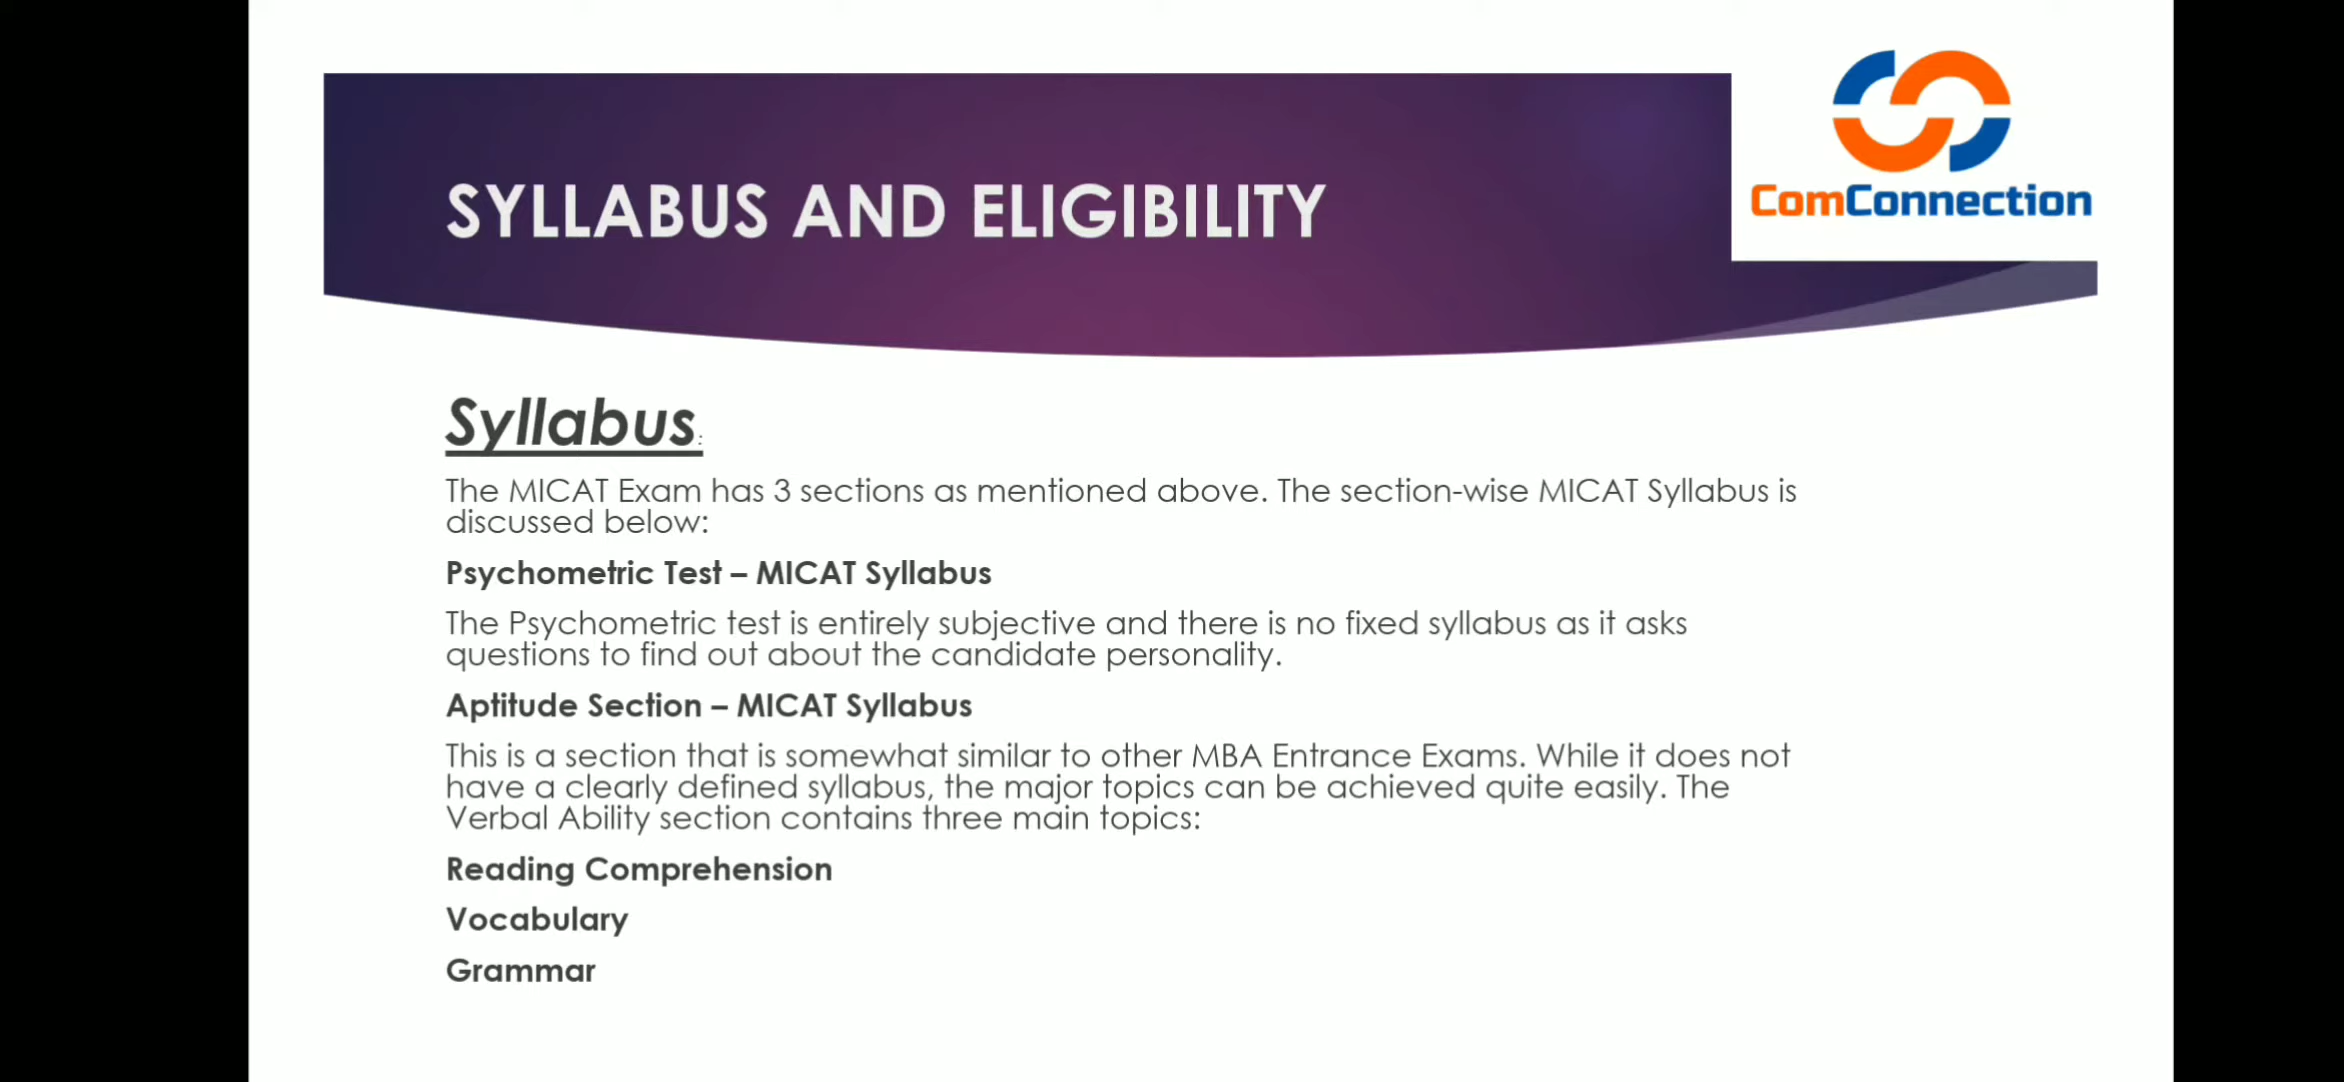 SYLLABUS AND ELIGIBILITY
ComConnection
Syllabus:
The MICAT Exam has 3 sections as mentioned above. The section-wise MICAT Syllabus is
discussed below:
Psychometric Test – MICAT Syllabus
The Psychometric test is entirely subjective and there is no fixed syllabus as it asks
questions to find out about the candidate personality.
Aptitude Section – MICAT Syllabus
This is a section that is somewhat similar to other MBA Entrance Exams. While it does not
have a clearly defined syllabus, the major topics can be achieved quite easily. The
Verbal Ability section contains three main topics:
Reading Comprehension
Vocabulary
Grammar